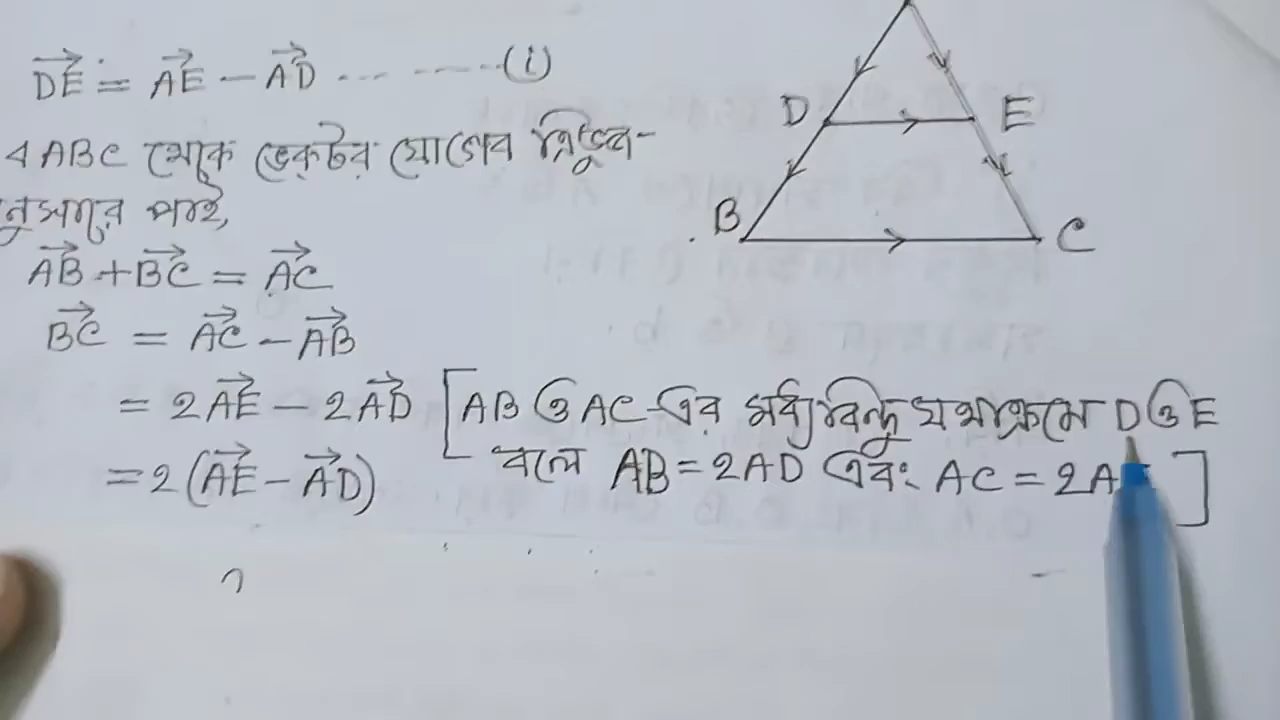 DE = AE - AD ... ------(i)
ABC থেকে ভেক্টর যোগের ত্রিভুজ-
নুসারে পাই,
AB + BC = AC
BC = AC - AB
= 2AE - 2AD [AB ও AC-এর মধ্যবিন্দু যথাক্রমে D ও E
বলে AB = 2AD এবং AC = 2A ]
= 2(AE - AD)
D
E
B
C